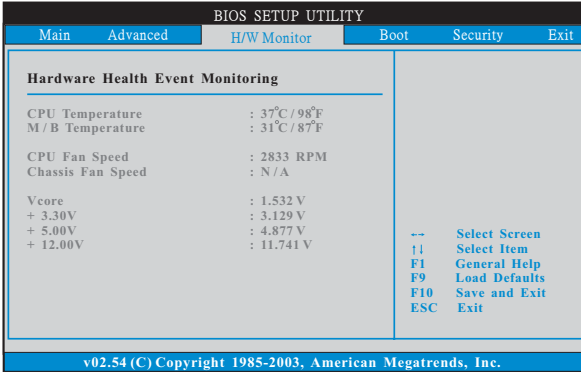 BIOS SETUP UTILITY
Main Advanced H/W Monitor Boot Security Exit
Hardware Health Event Monitoring
CPU Temperature : 37°C / 98°F
M / B Temperature : 31°C / 87°F
CPU Fan Speed : 2833 RPM
Chassis Fan Speed : N / A
Vcore : 1.532 V
+ 3.30V : 3.129 V
+ 5.00V : 4.877 V
+ 12.00V : 11.741 V
←→ Select Screen
↑↓ Select Item
F1 General Help
F9 Load Defaults
F10 Save and Exit
ESC Exit
v02.54 (C) Copyright 1985-2003, American Megatrends, Inc.